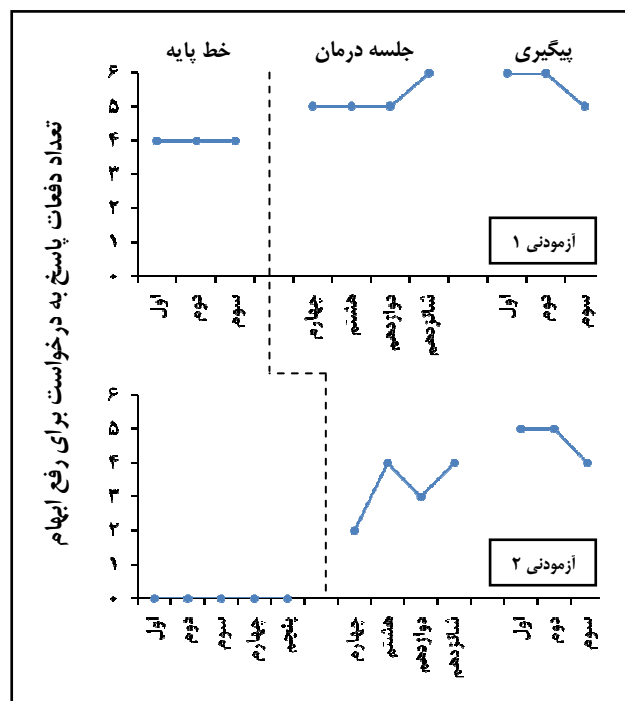 خط پایه
جلسه درمان
پیگیری
تعداد دفعات پاسخ به درخواست برای رفع ابهام
۶
۵
۴
۳
۲
۱
۰
آزمودنی ۱
اول
دوم
سوم
چهارم
هشتم
دوازدهم
شانزدهم
اول
دوم
سوم
۶
۵
۴
۳
۲
۱
۰
آزمودنی ۲
اول
دوم
سوم
چهارم
پنجم
چهارم
هشتم
دوازدهم
شانزدهم
اول
دوم
سوم